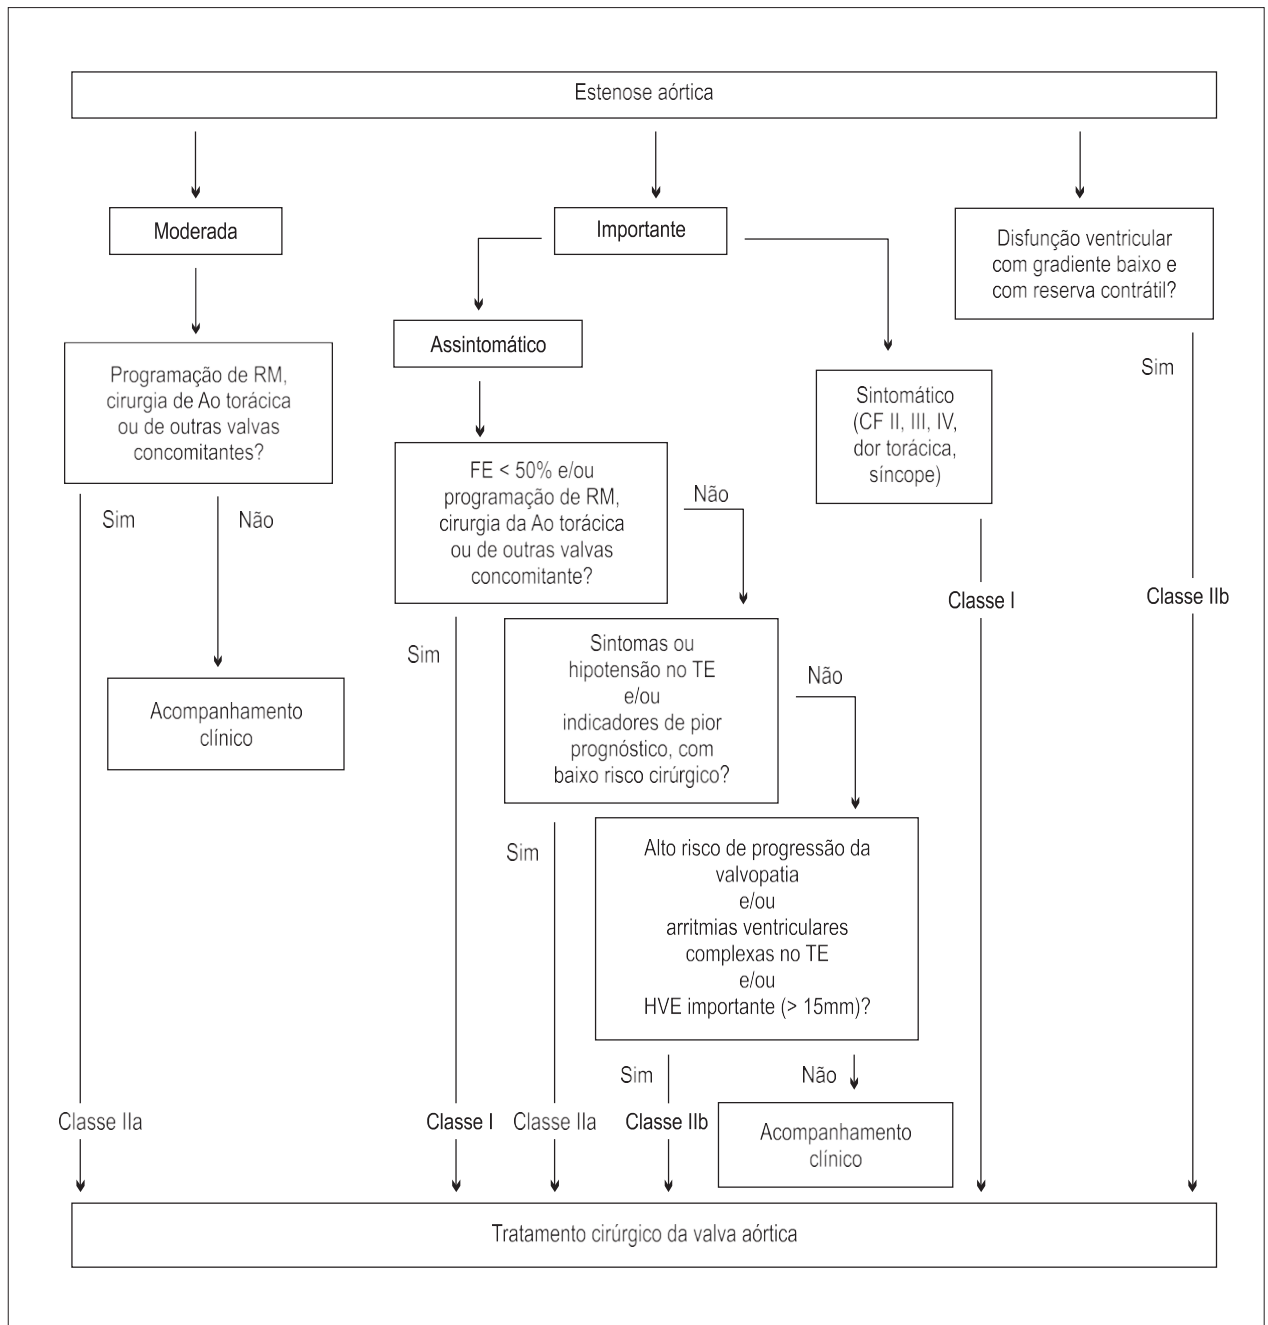 Estenose aórtica
Moderada
Importante
Disfunção ventricular
com gradiente baixo e
com reserva contrátil?
Programação de RM,
cirurgia de Ao torácica
ou de outras valvas
concomitantes?
Sim
Não
Acompanhamento
clínico
Classe IIa
Assintomático
FE < 50% e/ou
programação de RM,
cirurgia da Ao torácica
ou de outras valvas
concomitante?
Não
Sim
Classe I
Sintomas ou
hipotensão no TE
e/ou
indicadores de pior
prognóstico, com
baixo risco cirúrgico?
Não
Sim
Classe IIa
Alto risco de progressão da
valvopatia
e/ou
arritmias ventriculares
complexas no TE
e/ou
HVE importante (> 15mm)?
Sim
Classe IIb
Não
Acompanhamento
clínico
Sintomático
(CF II, III, IV,
dor torácica,
síncope)
Classe I
Sim
Classe IIb
Tratamento cirúrgico da valva aórtica